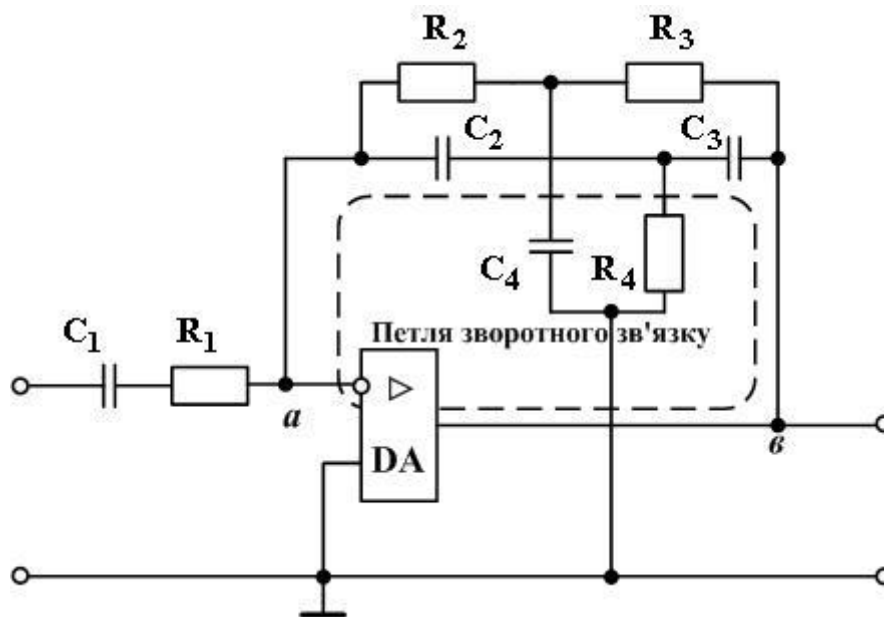 R2
R3
C2
C3
C4
R4
Петля зворотного зв'язку
C1
R1
а
в
DA